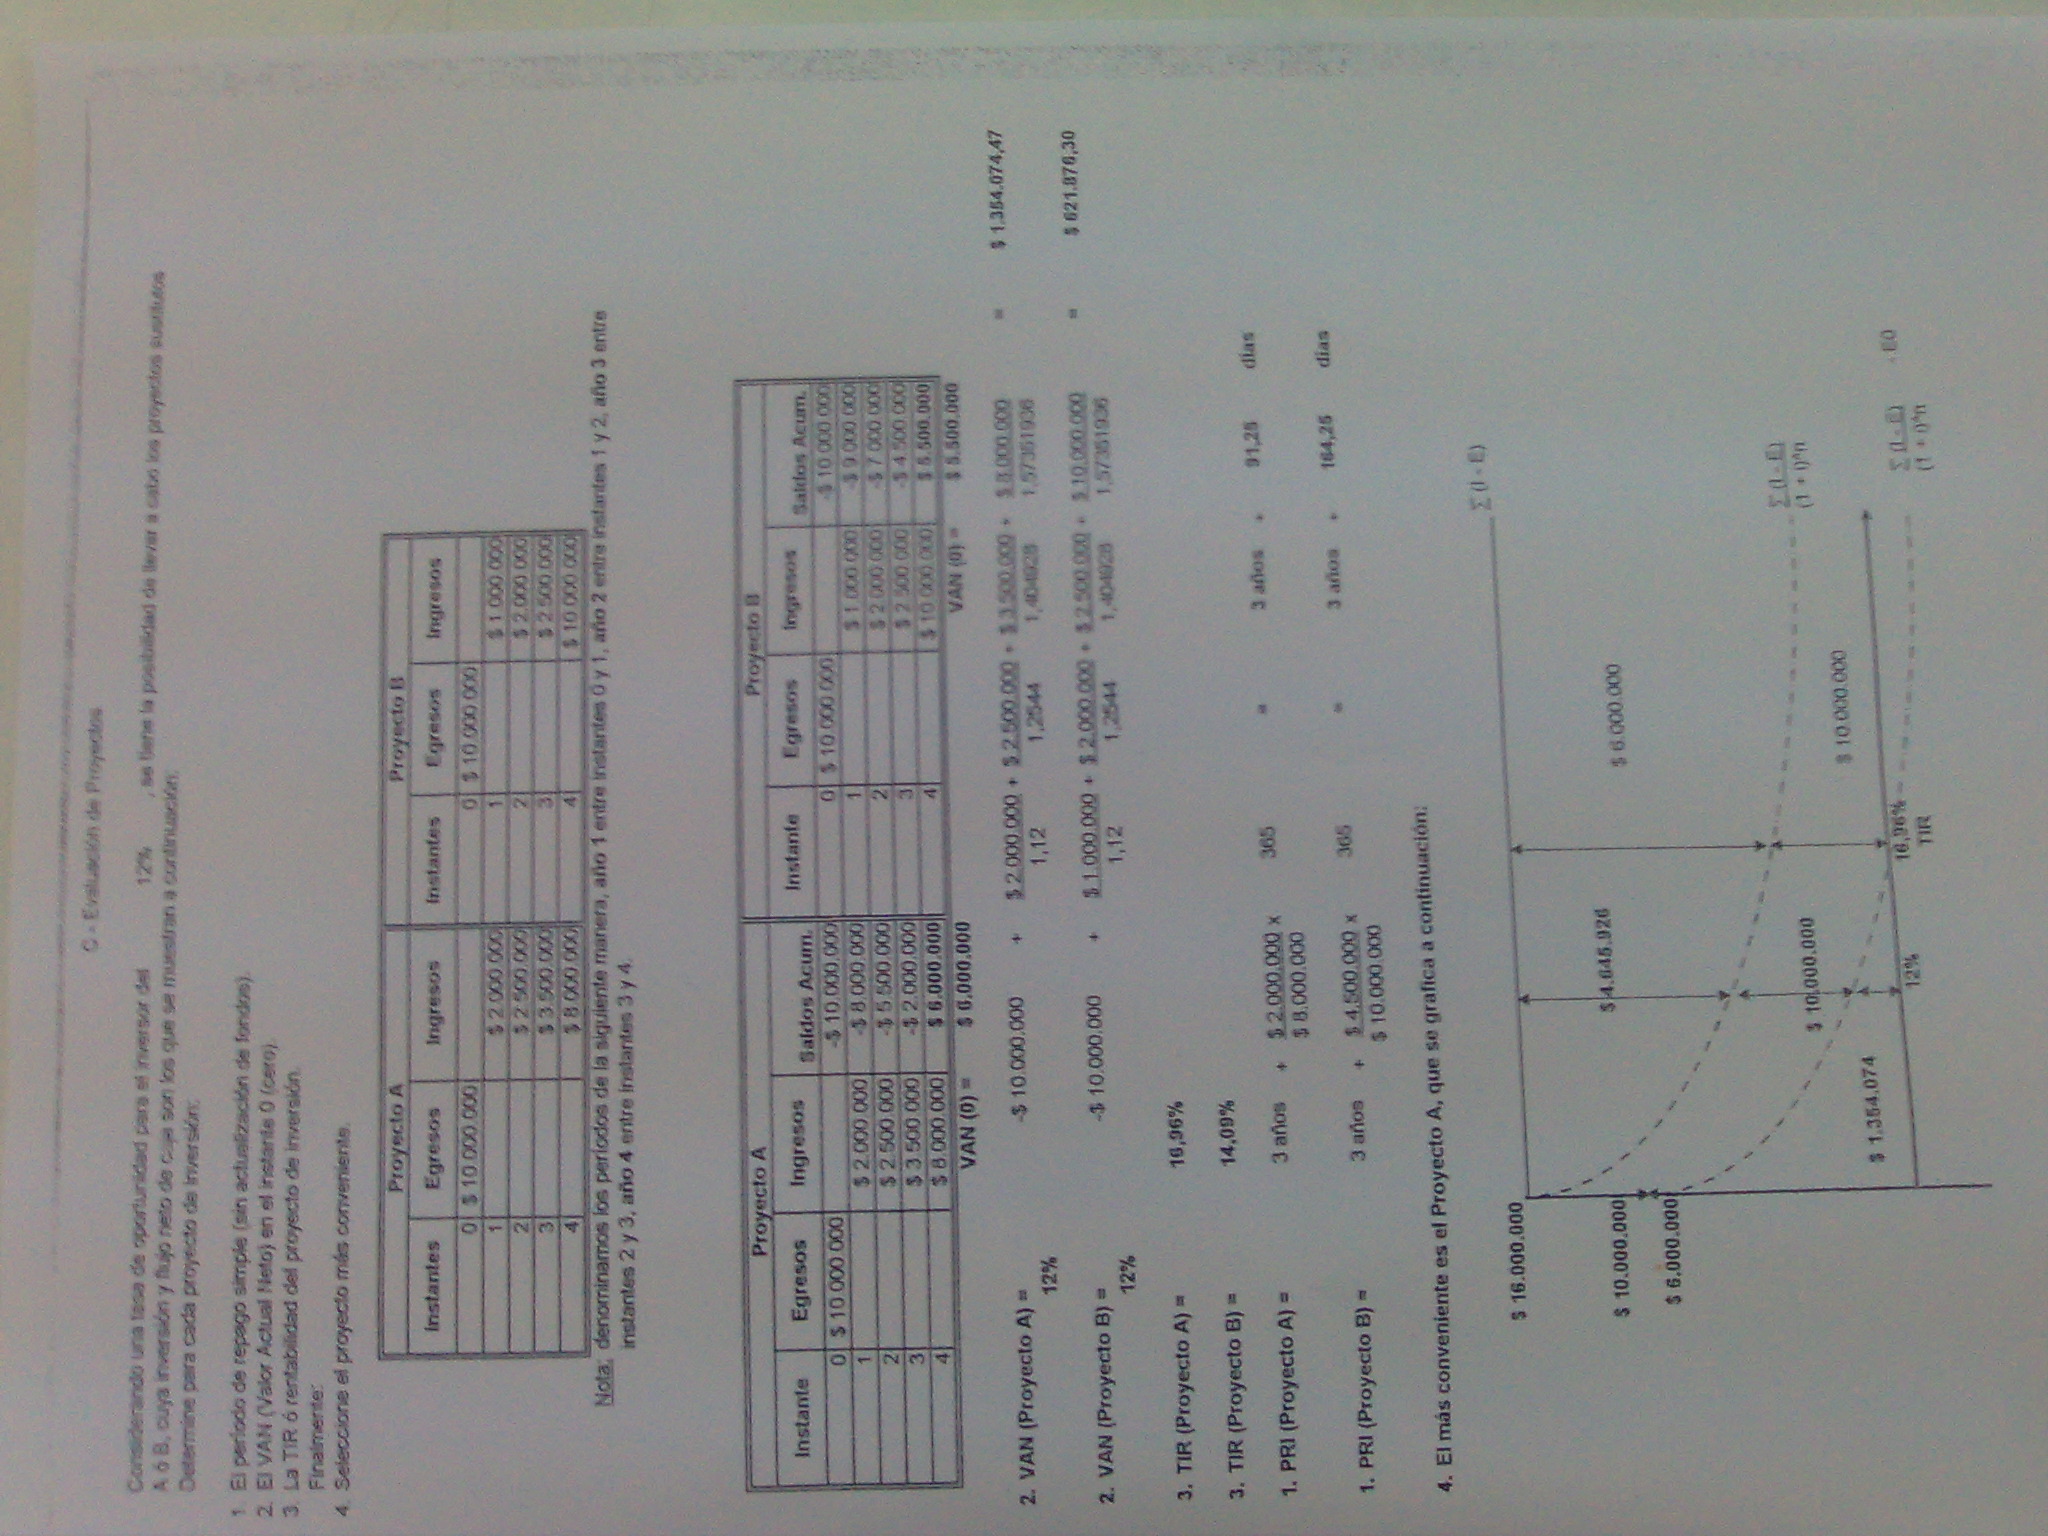 C - Evaluación de Proyectos
Considerando una tasa de oportunidad para el inversor del 12% , se tiene la posibilidad de llevar a cabo los proyectos sustitutos
A ó B, cuya inversión y flujo neto de caja son los que se muestran a continuación.
Determine para cada proyecto de inversión:
1. El período de repago simple (sin actualización de fondos).
2. El VAN (Valor Actual Neto) en el instante 0 (cero).
3. La TIR ó rentabilidad del proyecto de inversión.
Finalmente:
4. Seleccione el proyecto más conveniente.
Proyecto A Proyecto B
Instantes Egresos Ingresos Instantes Egresos Ingresos
0 $ 10.000.000 0 $ 10.000.000
1 $ 2.000.000 1 $ 1.000.000
2 $ 2.500.000 2 $ 2.000.000
3 $ 3.500.000 3 $ 2.500.000
4 $ 8.000.000 4 $ 10.000.000
Nota: denominamos los períodos de la siguiente manera, año 1 entre instantes 0 y 1, año 2 entre instantes 1 y 2, año 3 entre
instantes 2 y 3, año 4 entre instantes 3 y 4.
Proyecto A Proyecto B
Instante Egresos Ingresos Saldos Acum. Instante Egresos Ingresos Saldos Acum.
0 $ 10.000.000 -$ 10.000.000 0 $ 10.000.000 -$ 10.000.000
1 $ 2.000.000 -$ 8.000.000 1 $ 1.000.000 -$ 9.000.000
2 $ 2.500.000 -$ 5.500.000 2 $ 2.000.000 -$ 7.000.000
3 $ 3.500.000 -$ 2.000.000 3 $ 2.500.000 -$ 4.500.000
4 $ 8.000.000 $ 6.000.000 4 $ 10.000.000 $ 5.500.000
VAN (0) = $ 6.000.000 VAN (0) = $ 5.500.000
2. VAN (Proyecto A) = -$ 10.000.000 + $ 2.000.000 + $ 2.500.000 + $ 3.500.000 + $ 8.000.000 = $ 1.354.074,47
12% 1,12 1,2544 1,404928 1,57351936
2. VAN (Proyecto B) = -$ 10.000.000 + $ 1.000.000 + $ 2.000.000 + $ 2.500.000 + $ 10.000.000 = $ 621.876,30
12% 1,12 1,2544 1,404928 1,57351936
3. TIR (Proyecto A) = 16,96%
3. TIR (Proyecto B) = 14,09%
1. PRI (Proyecto A) = 3 años + $ 2.000.000 x 365 = 3 años + 91,25 días
$ 8.000.000
1. PRI (Proyecto B) = 3 años + $ 4.500.000 x 365 = 3 años + 164,25 días
$ 10.000.000
4. El más conveniente es el Proyecto A, que se grafica a continuación:
$ 16.000.000 ∑ (I - E)
$ 4.645.926 $ 6.000.000
$ 10.000.000
$ 6.000.000
∑ (I - E)
(1 + i)^n
$ 10.000.000 $ 10.000.000
$ 1.354.074
∑ (I - E) - E0
(1 + i)^n
12% 16,96%
TIR